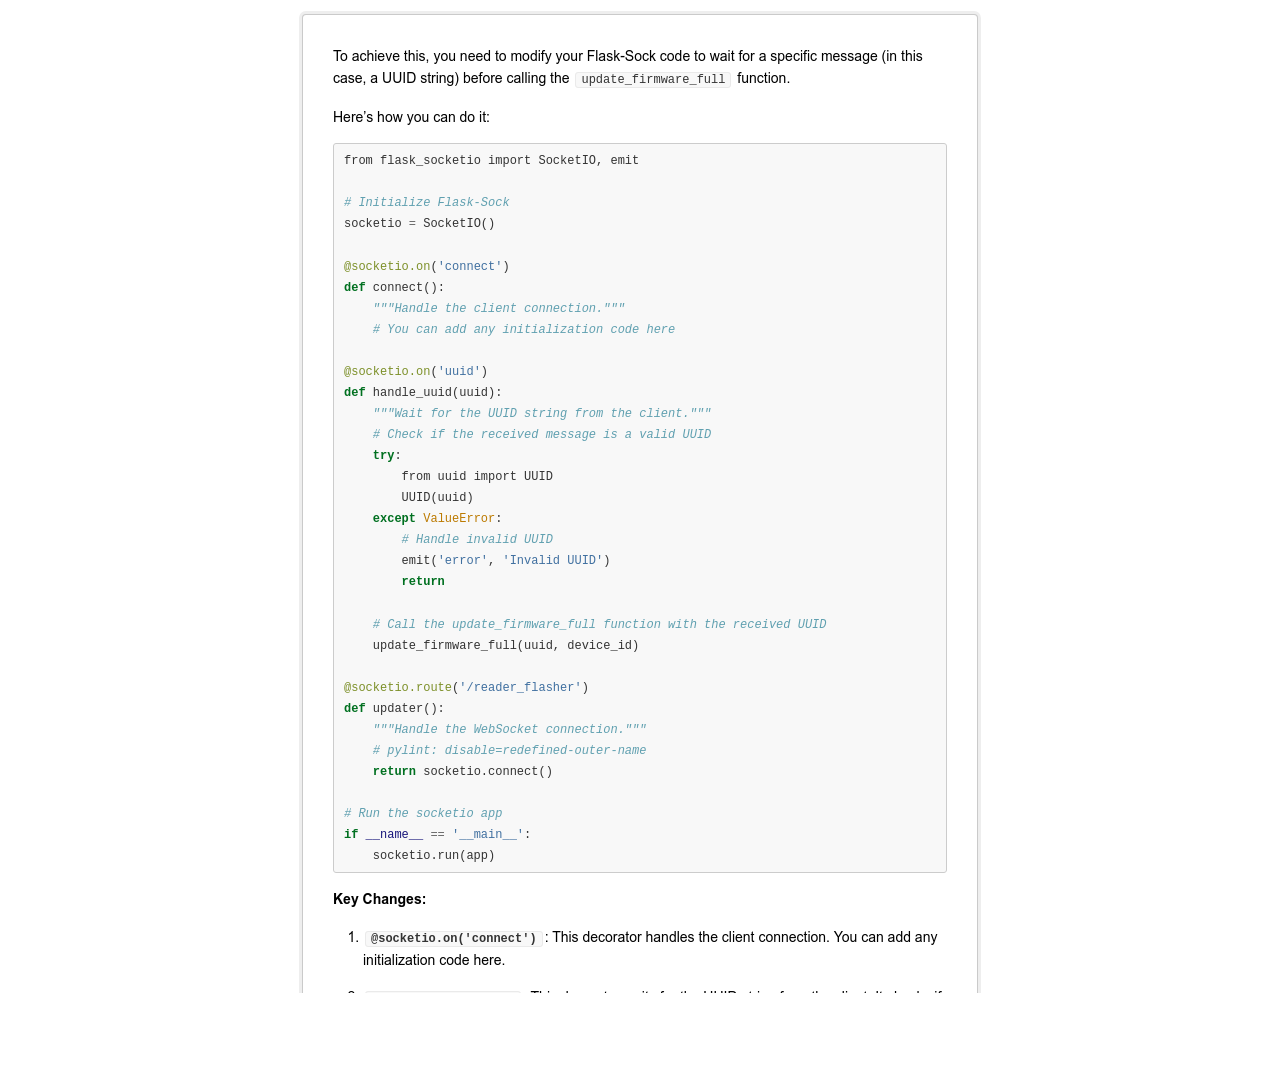 To achieve this, you need to modify your Flask-Sock code to wait for a specific message (in this
case, a UUID string) before calling the update_firmware_full function.
Here’s how you can do it:
from flask_socketio import SocketIO, emit
# Initialize Flask-Sock
socketio = SocketIO()
@socketio.on('connect')
def connect():
    """Handle the client connection."""
    # You can add any initialization code here
@socketio.on('uuid')
def handle_uuid(uuid):
    """Wait for the UUID string from the client."""
    # Check if the received message is a valid UUID
    try:
        from uuid import UUID
        UUID(uuid)
    except ValueError:
        # Handle invalid UUID
        emit('error', 'Invalid UUID')
        return
    # Call the update_firmware_full function with the received UUID
    update_firmware_full(uuid, device_id)
@socketio.route('/reader_flasher')
def updater():
    """Handle the WebSocket connection."""
    # pylint: disable=redefined-outer-name
    return socketio.connect()
# Run the socketio app
if __name__ == '__main__':
    socketio.run(app)
Key Changes:
1. @socketio.on('connect') : This decorator handles the client connection. You can add any
initialization code here.